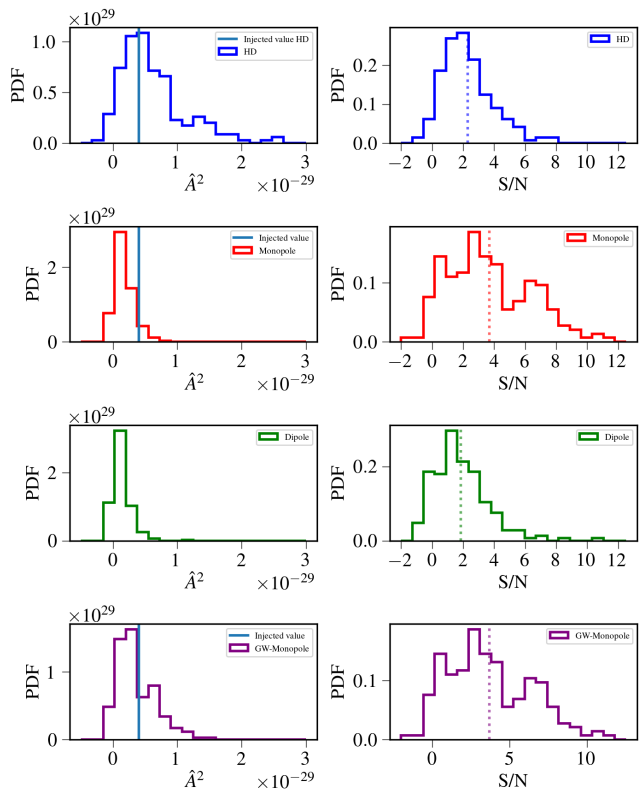 ×10^29
PDF
1.0
0.5
0.0
Injected value HD
HD
0 1 2 3
Â² ×10^−29
PDF
0.2
0.1
0.0
HD
−2 0 2 4 6 8 10 12
S/N
×10^29
PDF
2
0
Injected value
Monopole
0 1 2 3
Â² ×10^−29
PDF
0.1
0.0
Monopole
−2 0 2 4 6 8 10 12
S/N
×10^29
PDF
2
0
Dipole
0 1 2 3
Â² ×10^−29
PDF
0.2
0.0
Dipole
−2 0 2 4 6 8 10 12
S/N
×10^29
PDF
1
0
Injected value
GW-Monopole
0 1 2 3
Â² ×10^−29
PDF
0.1
0.0
GW-Monopole
0 5 10
S/N